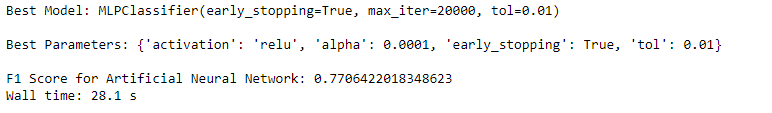 Best Model: MLPClassifier(early_stopping=True, max_iter=20000, tol=0.01)
Best Parameters: {'activation': 'relu', 'alpha': 0.0001, 'early_stopping': True, 'tol': 0.01}
F1 Score for Artificial Neural Network: 0.7706422018348623
Wall time: 28.1 s